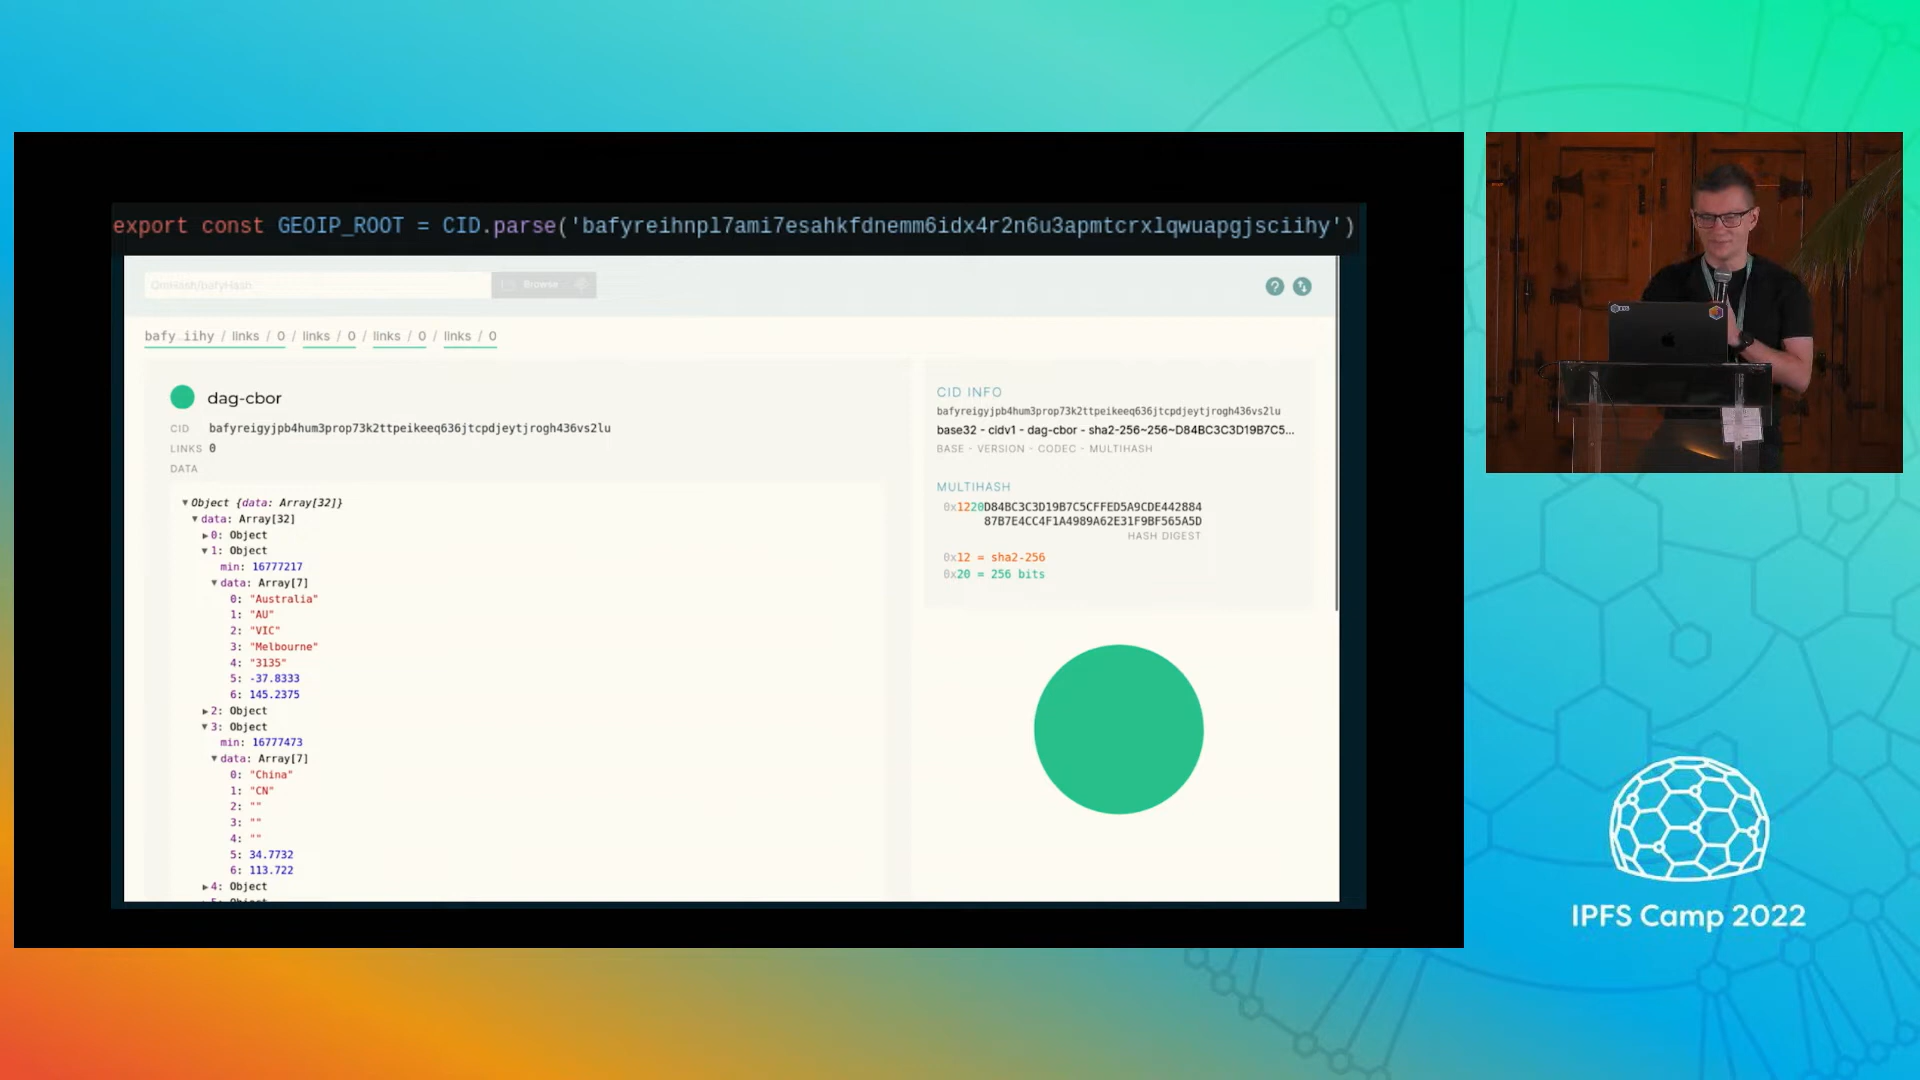 export const GEOIP_ROOT = CID.parse('bafyreihnpl7ami7esahkfdnemm6idx4r2n6u3apmtcrxlqwuapgjsciihy')
QmHash/bafyHash
Browse
bafy…iihy / links / 0 / links / 0 / links / 0 / links / 0
dag-cbor
CID bafyreigyjpb4hum3prop73k2ttpeikeeq636jtcpdjeytjrogh436vs2lu
LINKS 0
DATA
Object {data: Array[32]}
data: Array[32]
0: Object
1: Object
min: 16777217
data: Array[7]
0: "Australia"
1: "AU"
2: "VIC"
3: "Melbourne"
4: "3135"
5: -37.8333
6: 145.2375
2: Object
3: Object
min: 16777473
data: Array[7]
0: "China"
1: "CN"
2: ""
3: ""
4: ""
5: 34.7732
6: 113.722
4: Object
CID INFO
bafyreigyjpb4hum3prop73k2ttpeikeeq636jtcpdjeytjrogh436vs2lu
base32 - cidv1 - dag-cbor - sha2-256~256~D84BC3C3D19B7C5...
BASE - VERSION - CODEC - MULTIHASH
MULTIHASH
0x1220D84BC3C3D19B7C5CFFED5A9CDE442884
87B7E4CC4F1A4989A62E31F9BF565A5D
HASH DIGEST
0x12 = sha2-256
0x20 = 256 bits
IPFS Camp 2022